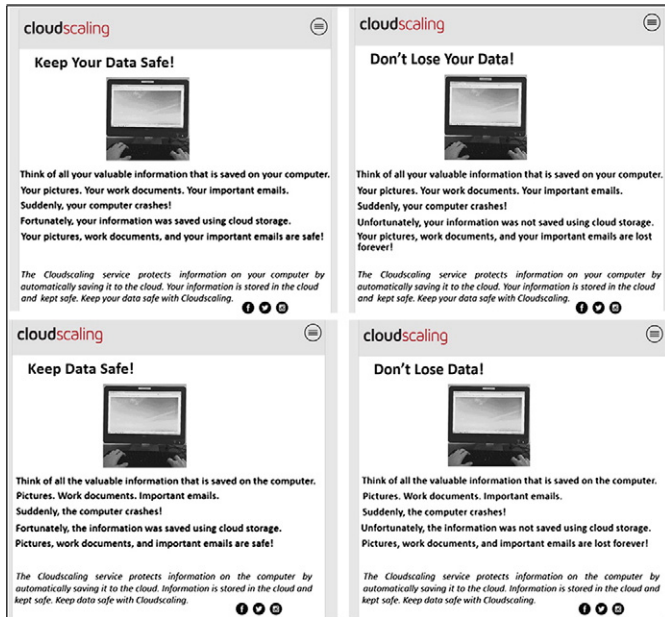 cloudscaling
Keep Your Data Safe!
Think of all your valuable information that is saved on your computer.
Your pictures. Your work documents. Your important emails.
Suddenly, your computer crashes!
Fortunately, your information was saved using cloud storage.
Your pictures, work documents, and your important emails are safe!
The Cloudscaling service protects information on your computer by
automatically saving it to the cloud. Your information is stored in the cloud
and kept safe. Keep your data safe with Cloudscaling.
cloudscaling
Don't Lose Your Data!
Think of all your valuable information that is saved on your computer.
Your pictures. Your work documents. Your important emails.
Suddenly, your computer crashes!
Unfortunately, your information was not saved using cloud storage.
Your pictures, work documents, and your important emails are lost
forever!
The Cloudscaling service protects information on your computer by
automatically saving it to the cloud. Your information is stored in the cloud
and kept safe. Keep your data safe with Cloudscaling.
cloudscaling
Keep Data Safe!
Think of all the valuable information that is saved on the computer.
Pictures. Work documents. Important emails.
Suddenly, the computer crashes!
Fortunately, the information was saved using cloud storage.
Pictures, work documents, and important emails are safe!
The Cloudscaling service protects information on the computer by
automatically saving it to the cloud. Information is stored in the cloud and
kept safe. Keep data safe with Cloudscaling.
cloudscaling
Don't Lose Data!
Think of all the valuable information that is saved on the computer.
Pictures. Work documents. Important emails.
Suddenly, the computer crashes!
Unfortunately, the information was not saved using cloud storage.
Pictures, work documents, and important emails are lost forever!
The Cloudscaling service protects information on the computer by
automatically saving it to the cloud. Information is stored in the cloud and
kept safe. Keep data safe with Cloudscaling.